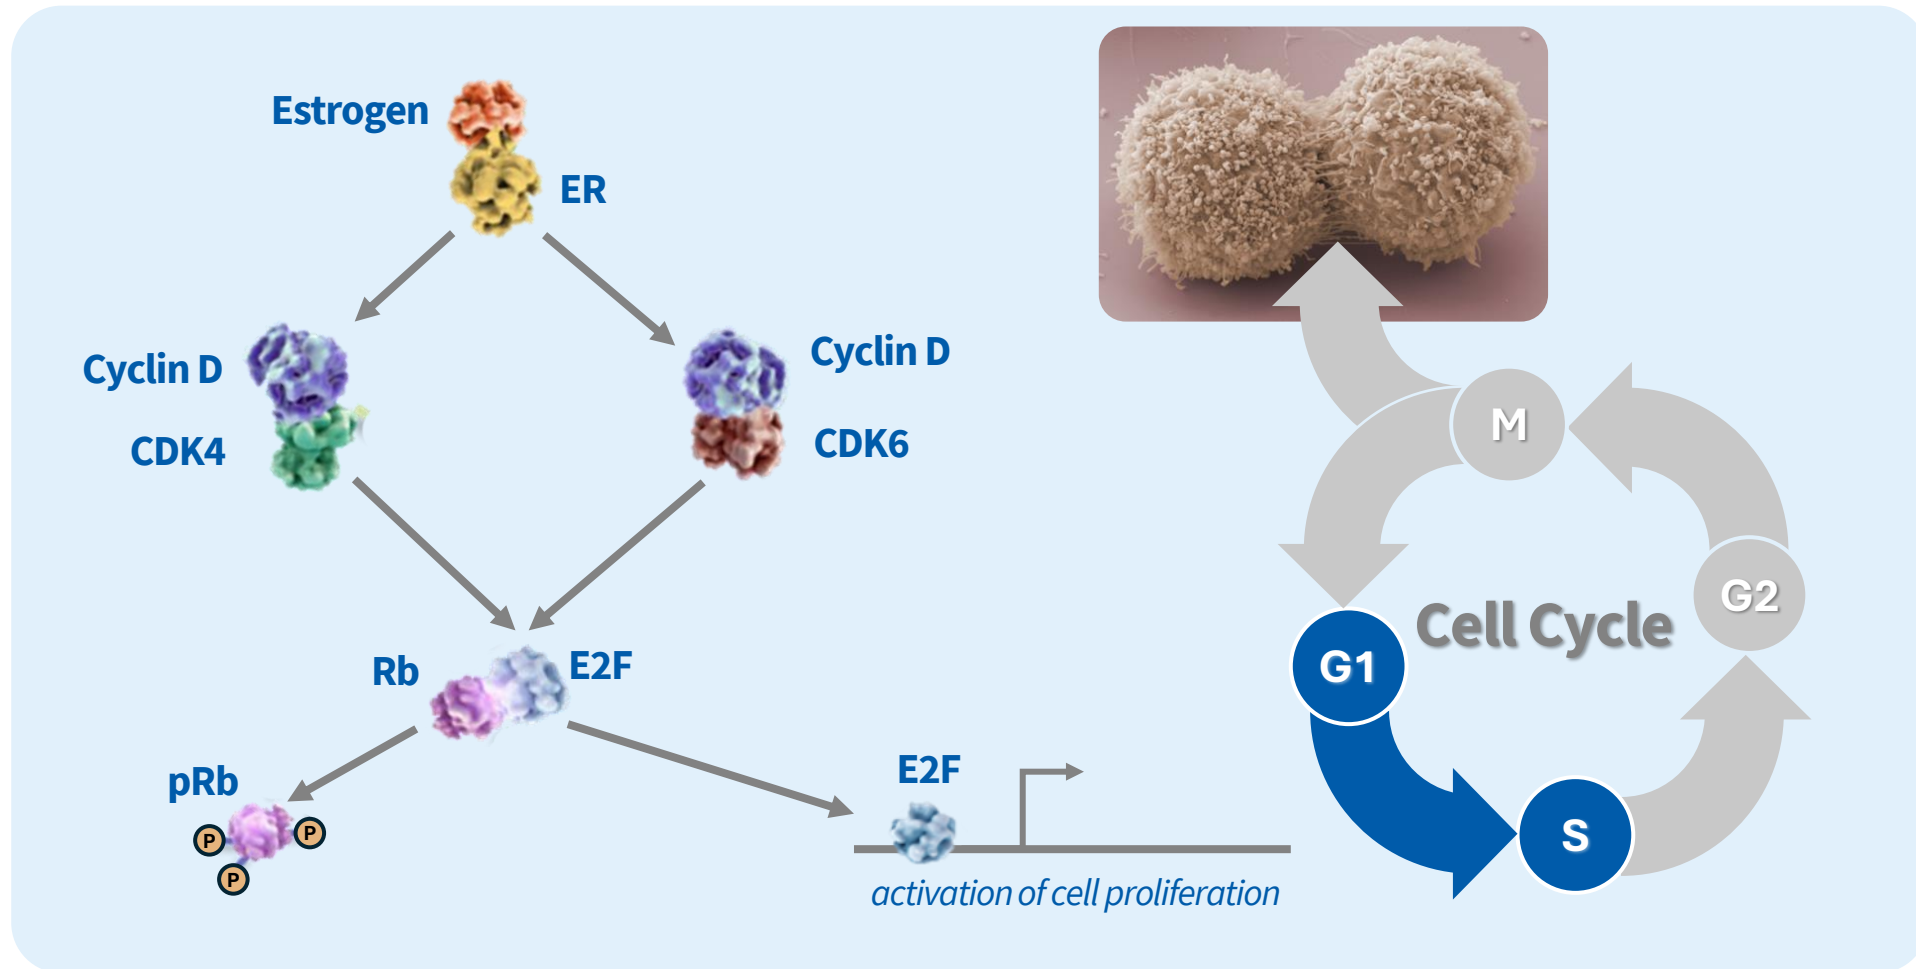 Estrogen
ER
Cyclin D
CDK4
Cyclin D
CDK6
Rb
E2F
pRb
P
P
P
E2F
activation of cell proliferation
M
G2
Cell Cycle
G1
S